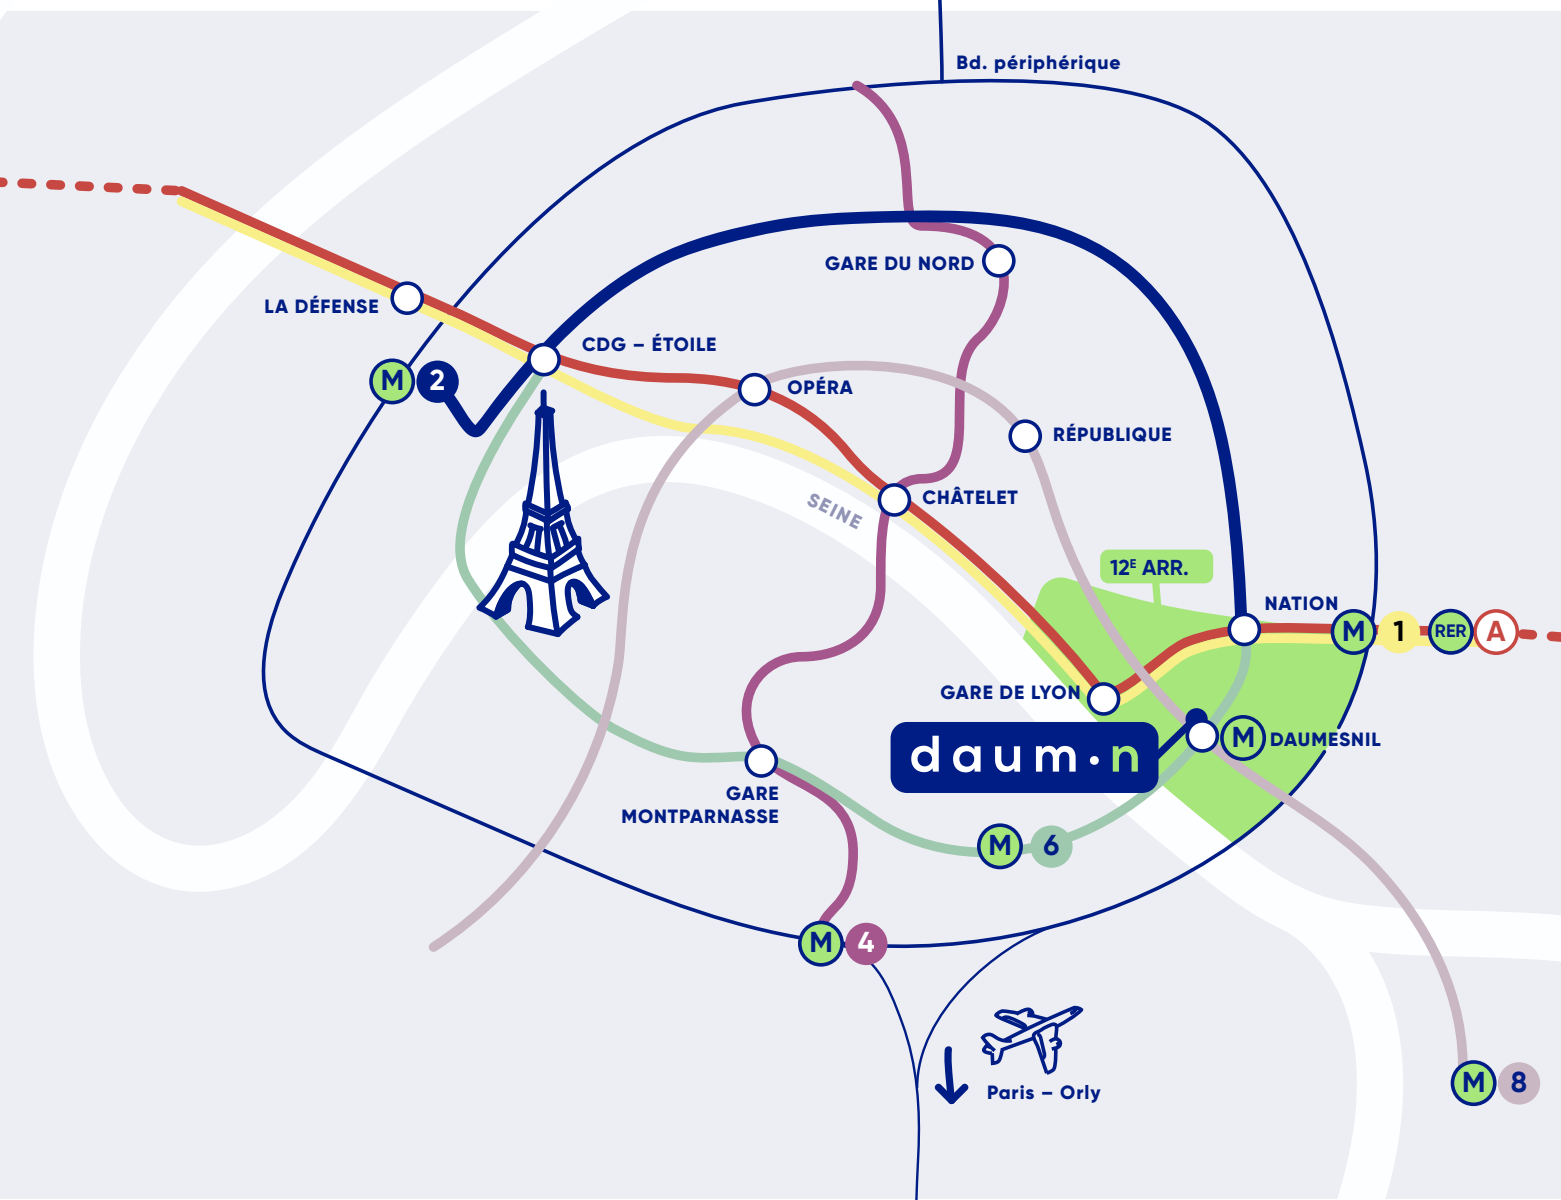 Bd. périphérique
GARE DU NORD
LA DÉFENSE
CDG – ÉTOILE
M 2
OPÉRA
RÉPUBLIQUE
CHÂTELET
SEINE
12E ARR.
NATION
M 1 RER A
GARE DE LYON
daum·n
M DAUMESNIL
GARE
MONTPARNASSE
M 6
M 4
Paris – Orly
M 8